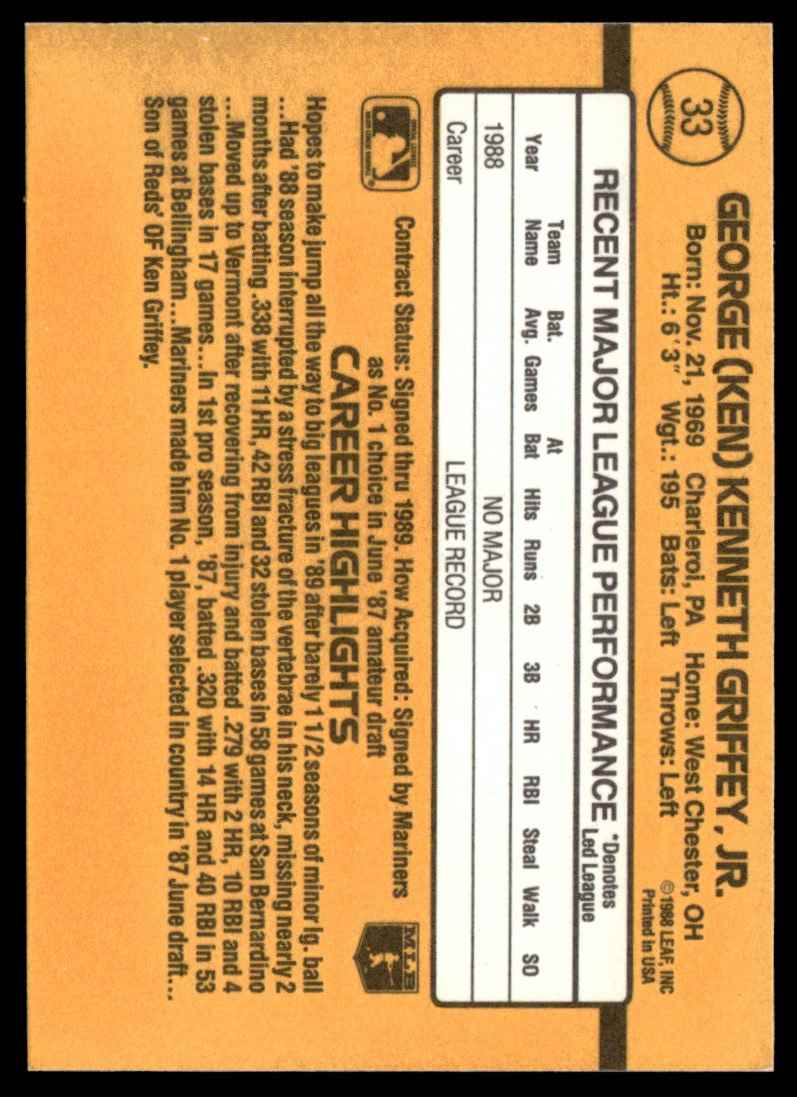 33
GEORGE (KEN) KENNETH GRIFFEY, JR.
Born: Nov. 21, 1969 Charleroi, PA Home: West Chester, OH
Ht.: 6'3" Wgt.: 195 Bats: Left Throws: Left
©1988 LEAF, INC
Printed in USA
RECENT MAJOR LEAGUE PERFORMANCE *Denotes Led League
Year Team Name Bat. Avg. Games At Bat Hits Runs 2B 3B HR RBI Steal Walk SO
1988 NO MAJOR
Career LEAGUE RECORD
Contract Status: Signed thru 1989. How Acquired: Signed by Mariners
as No. 1 choice in June '87 amateur draft
MLB
CAREER HIGHLIGHTS
Hopes to make jump all the way to big leagues in '89 after barely 1 1/2 seasons of minor lg. ball
...Had '88 season interrupted by a stress fracture of the vertebrae in his neck, missing nearly 2
months after batting .338 with 11 HR, 42 RBI and 32 stolen bases in 58 games at San Bernardino
...Moved up to Vermont after recovering from injury and batted .279 with 2 HR, 10 RBI and 4
stolen bases in 17 games...In 1st pro season, '87, batted .320 with 14 HR and 40 RBI in 53
games at Bellingham...Mariners made him No. 1 player selected in country in '87 June draft...
Son of Reds' OF Ken Griffey.